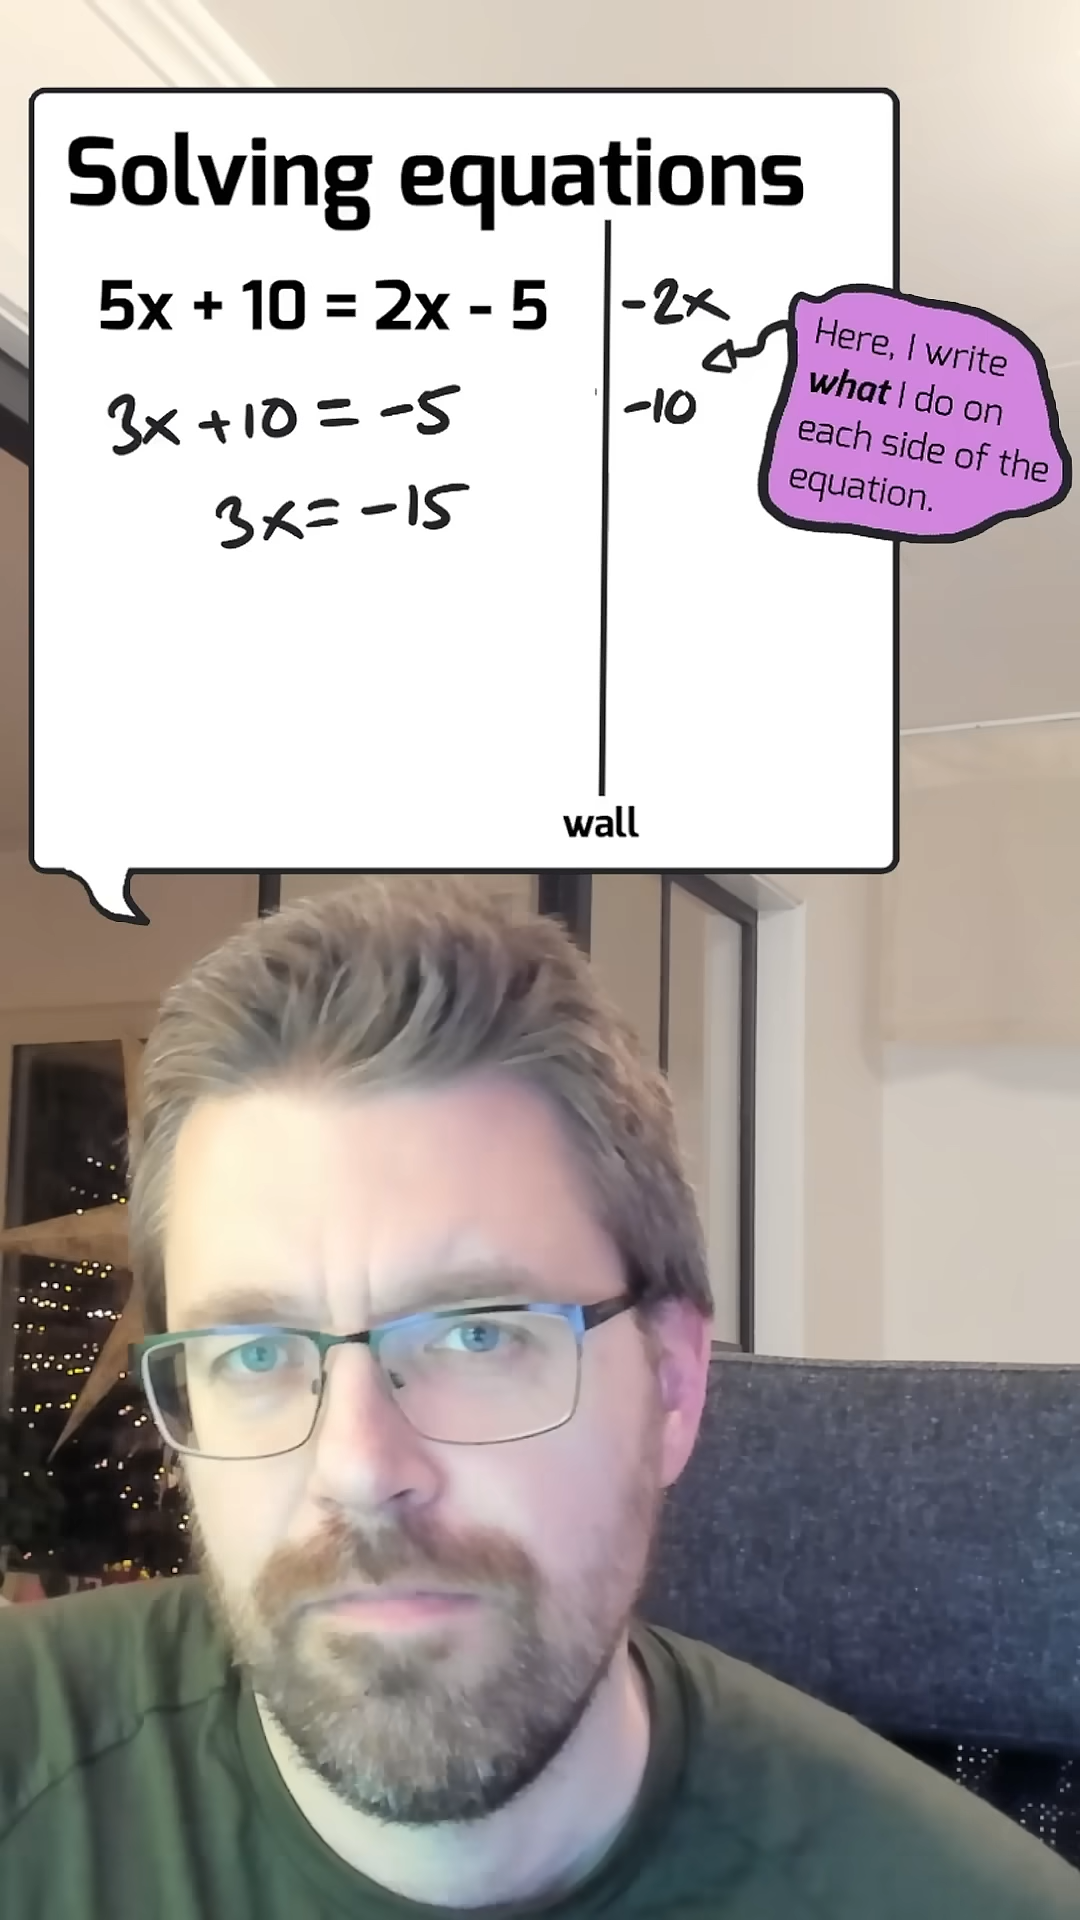 Solving equations
5x + 10 = 2x - 5
-2x
3x +10 = -5
-10
3x = -15
Here, I write
what I do on
each side of the
equation.
wall